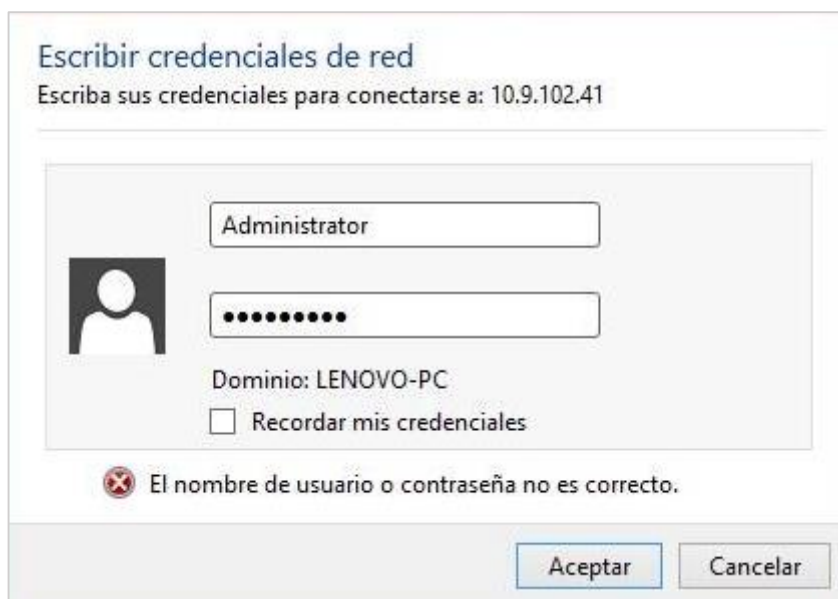 Escribir credenciales de red
Escriba sus credenciales para conectarse a: 10.9.102.41
Administrator
●●●●●●●●●
Dominio: LENOVO-PC
Recordar mis credenciales
El nombre de usuario o contraseña no es correcto.
Aceptar
Cancelar